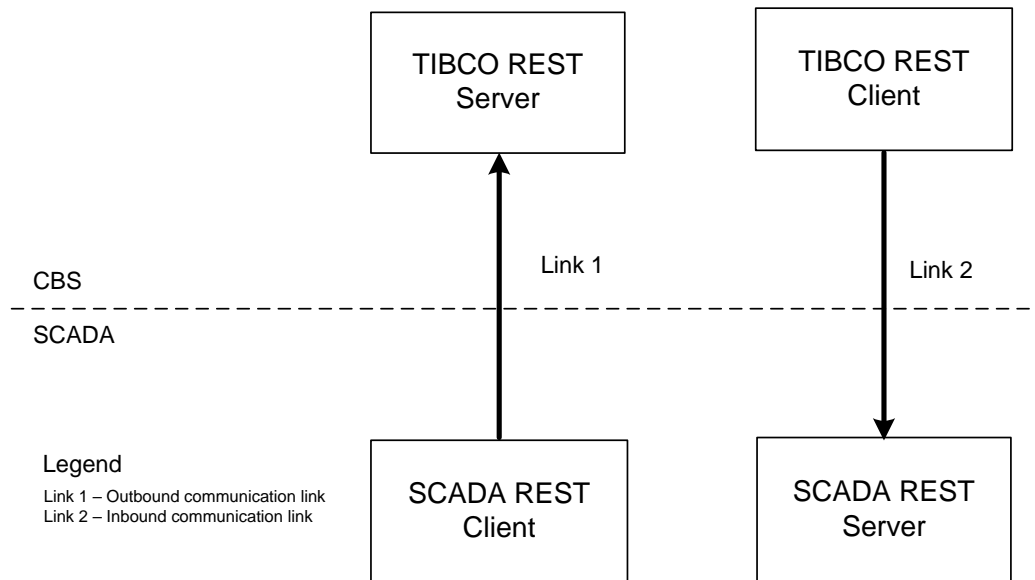 TIBCO REST
Server
TIBCO REST
Client
Link 1
Link 2
CBS
SCADA
Legend
Link 1 – Outbound communication link
Link 2 – Inbound communication link
SCADA REST
Client
SCADA REST
Server